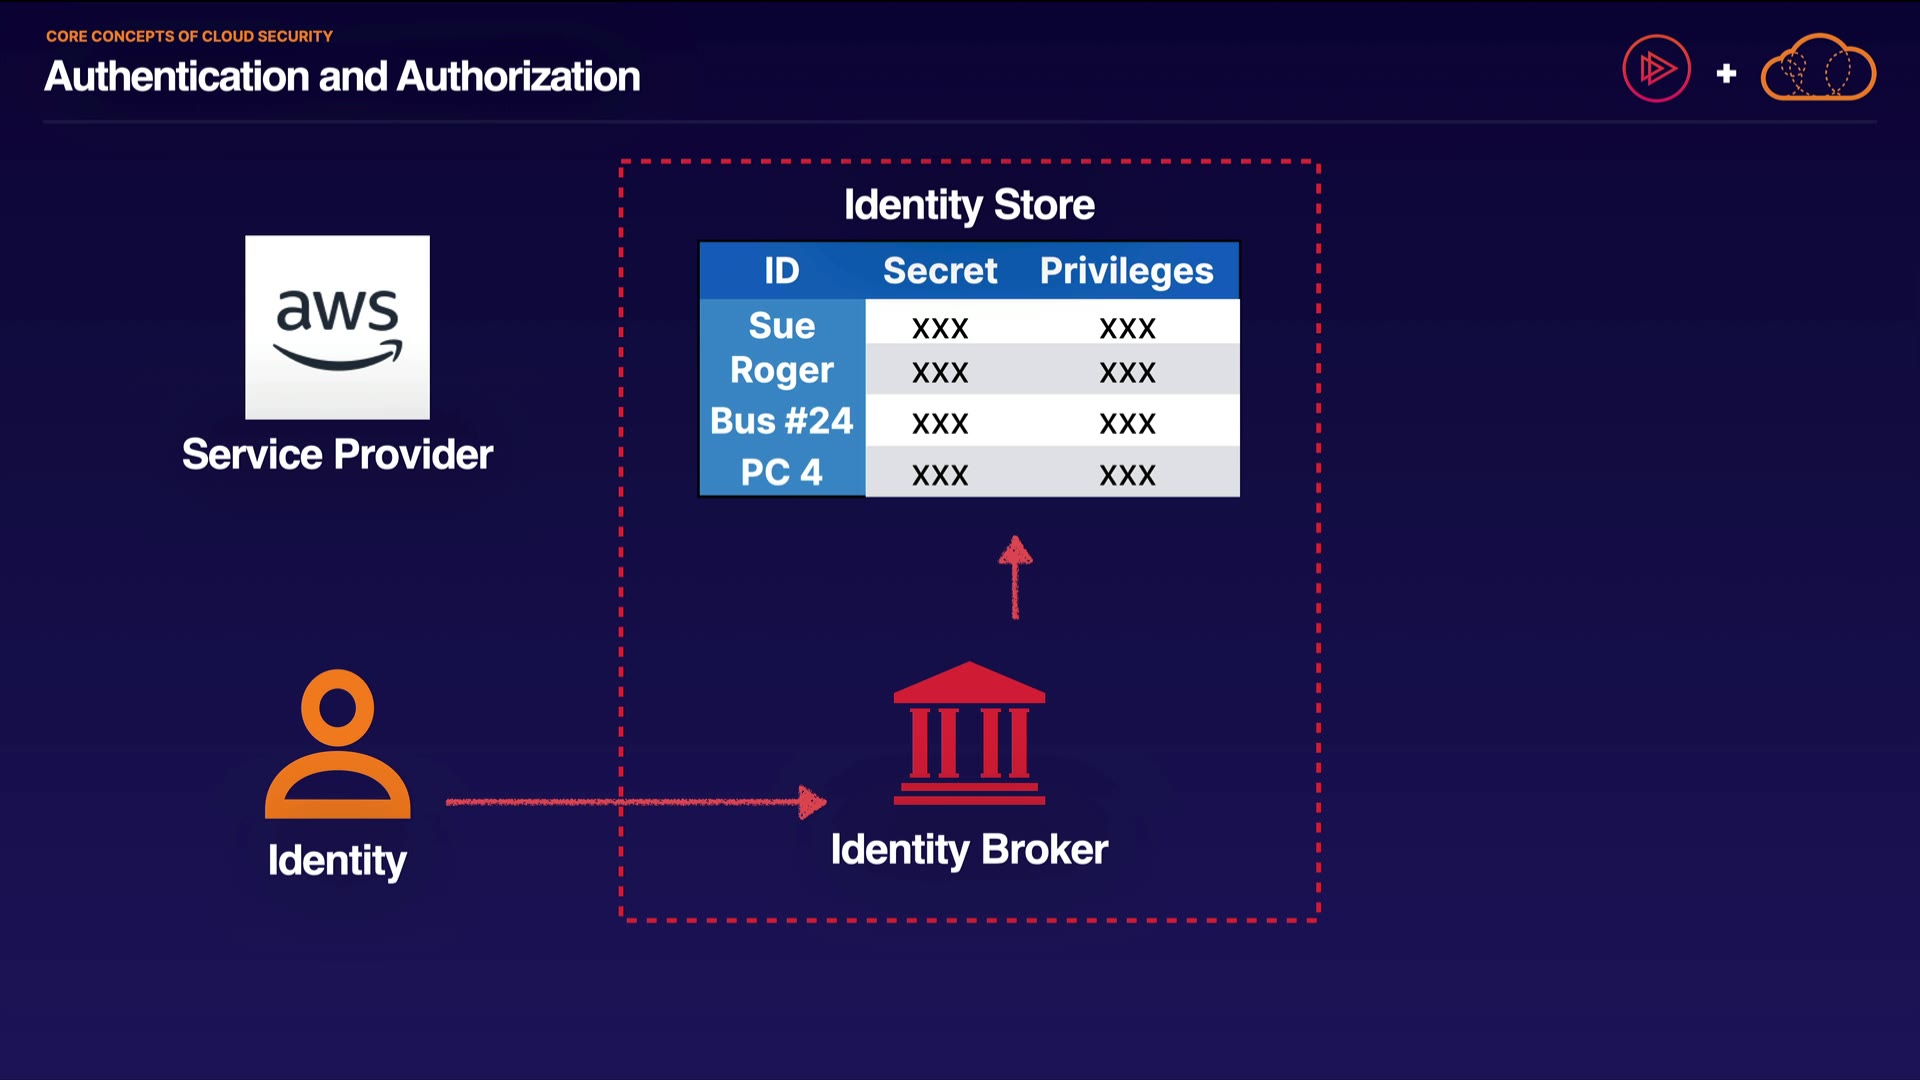 CORE CONCEPTS OF CLOUD SECURITY
Authentication and Authorization
+
aws
Service Provider
Identity Store
ID Secret Privileges
Sue xxx xxx
Roger xxx xxx
Bus #24 xxx xxx
PC 4 xxx xxx
Identity
Identity Broker